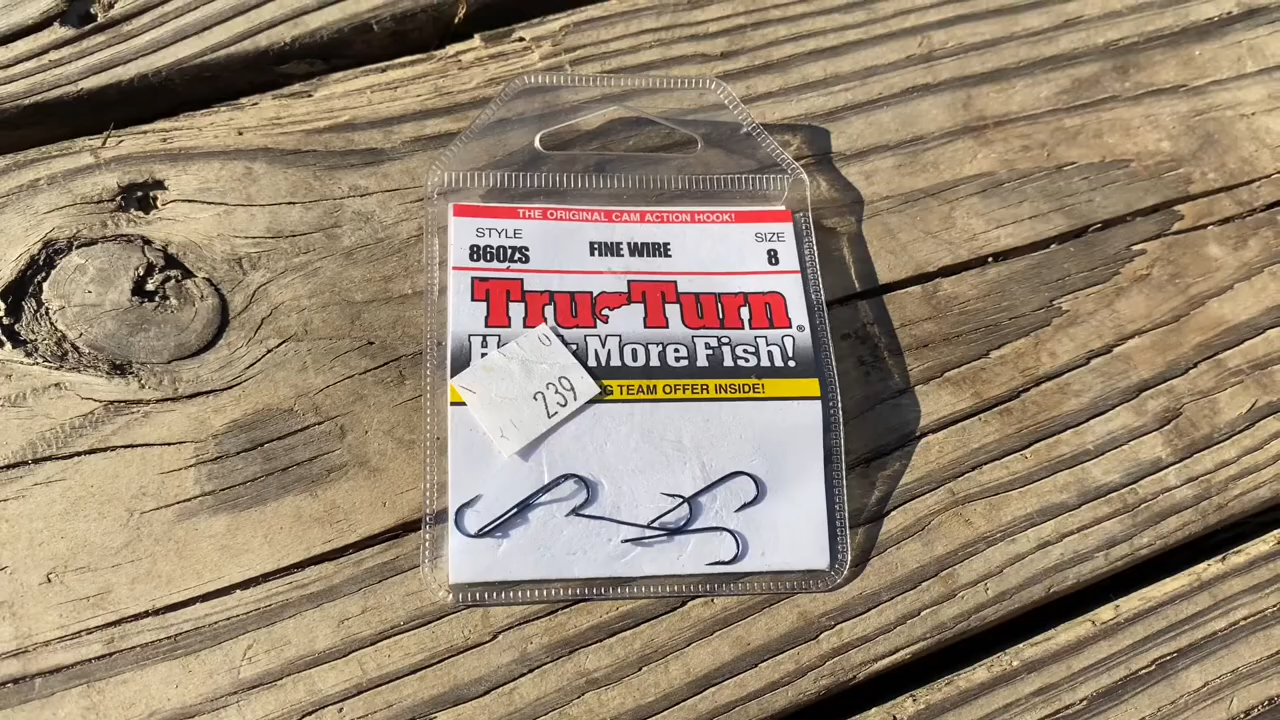 THE ORIGINAL CAM ACTION HOOK!
STYLE
860ZS
FINE WIRE
SIZE
8
Tru Turn®
More Fish!
239
TEAM OFFER INSIDE!